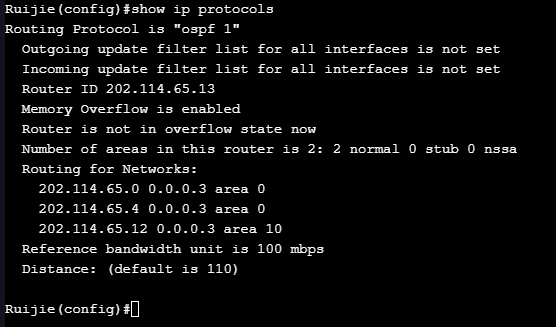 Ruijie(config)#show ip protocols
Routing Protocol is "ospf 1"
Outgoing update filter list for all interfaces is not set
Incoming update filter list for all interfaces is not set
Router ID 202.114.65.13
Memory Overflow is enabled
Router is not in overflow state now
Number of areas in this router is 2: 2 normal 0 stub 0 nssa
Routing for Networks:
202.114.65.0 0.0.0.3 area 0
202.114.65.4 0.0.0.3 area 0
202.114.65.12 0.0.0.3 area 10
Reference bandwidth unit is 100 mbps
Distance: (default is 110)
Ruijie(config)#